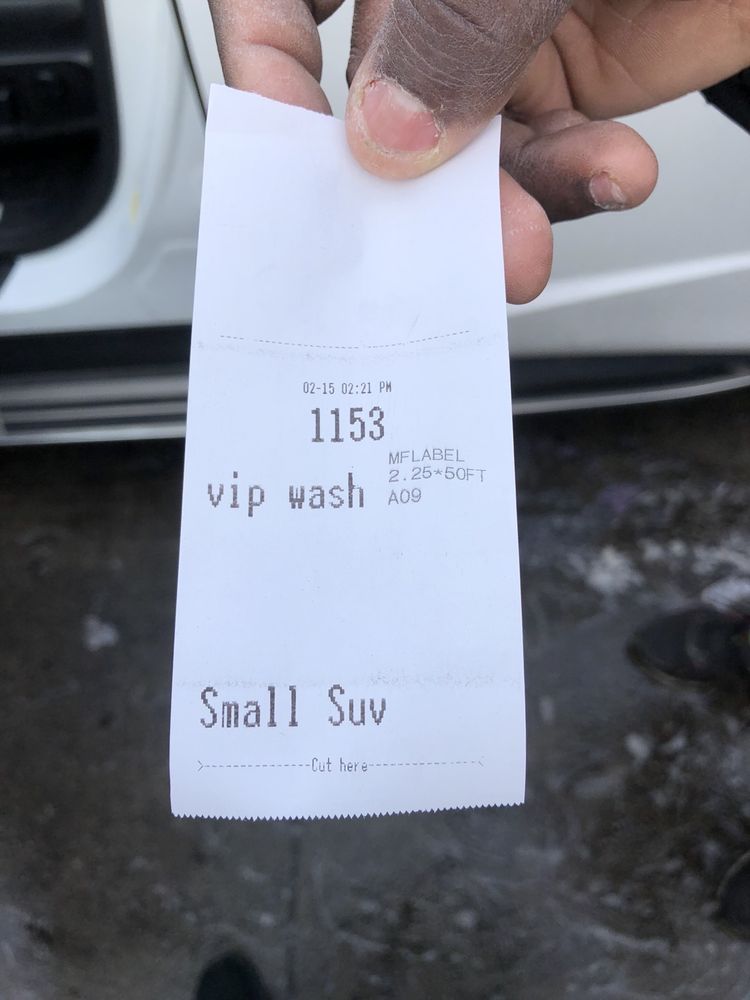 02-15 02:21 PM
1153
vip wash
MFLABEL
2.25*50FT
A09
Small Suv
Cut here